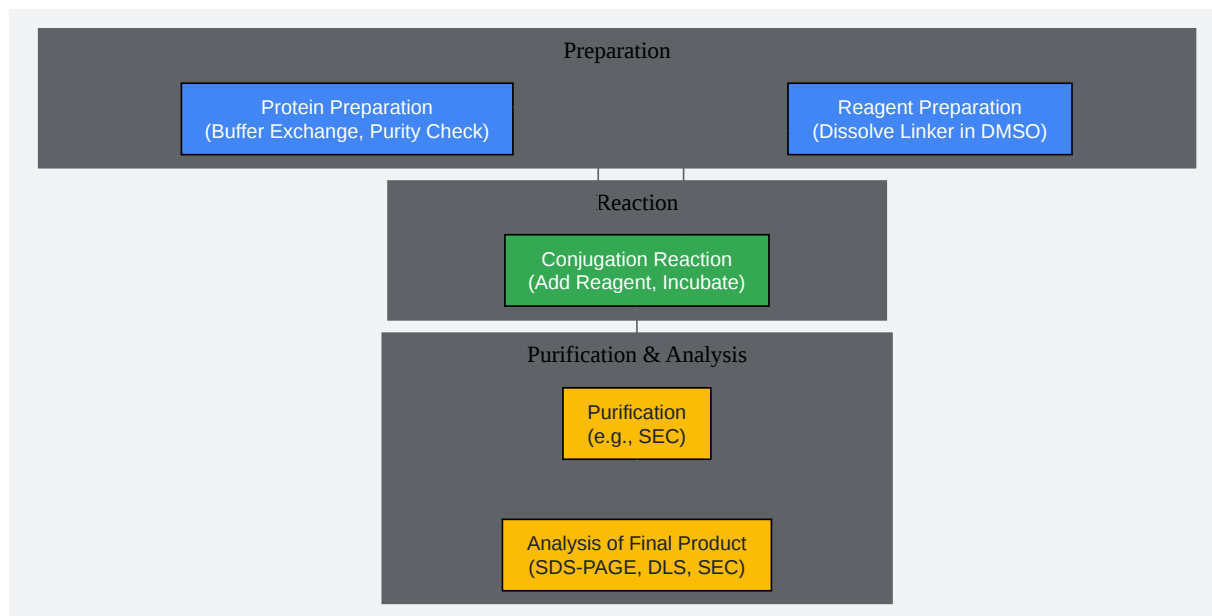 Preparation
Protein Preparation
(Buffer Exchange, Purity Check)
Reagent Preparation
(Dissolve Linker in DMSO)
Reaction
Conjugation Reaction
(Add Reagent, Incubate)
Purification & Analysis
Purification
(e.g., SEC)
Analysis of Final Product
(SDS-PAGE, DLS, SEC)